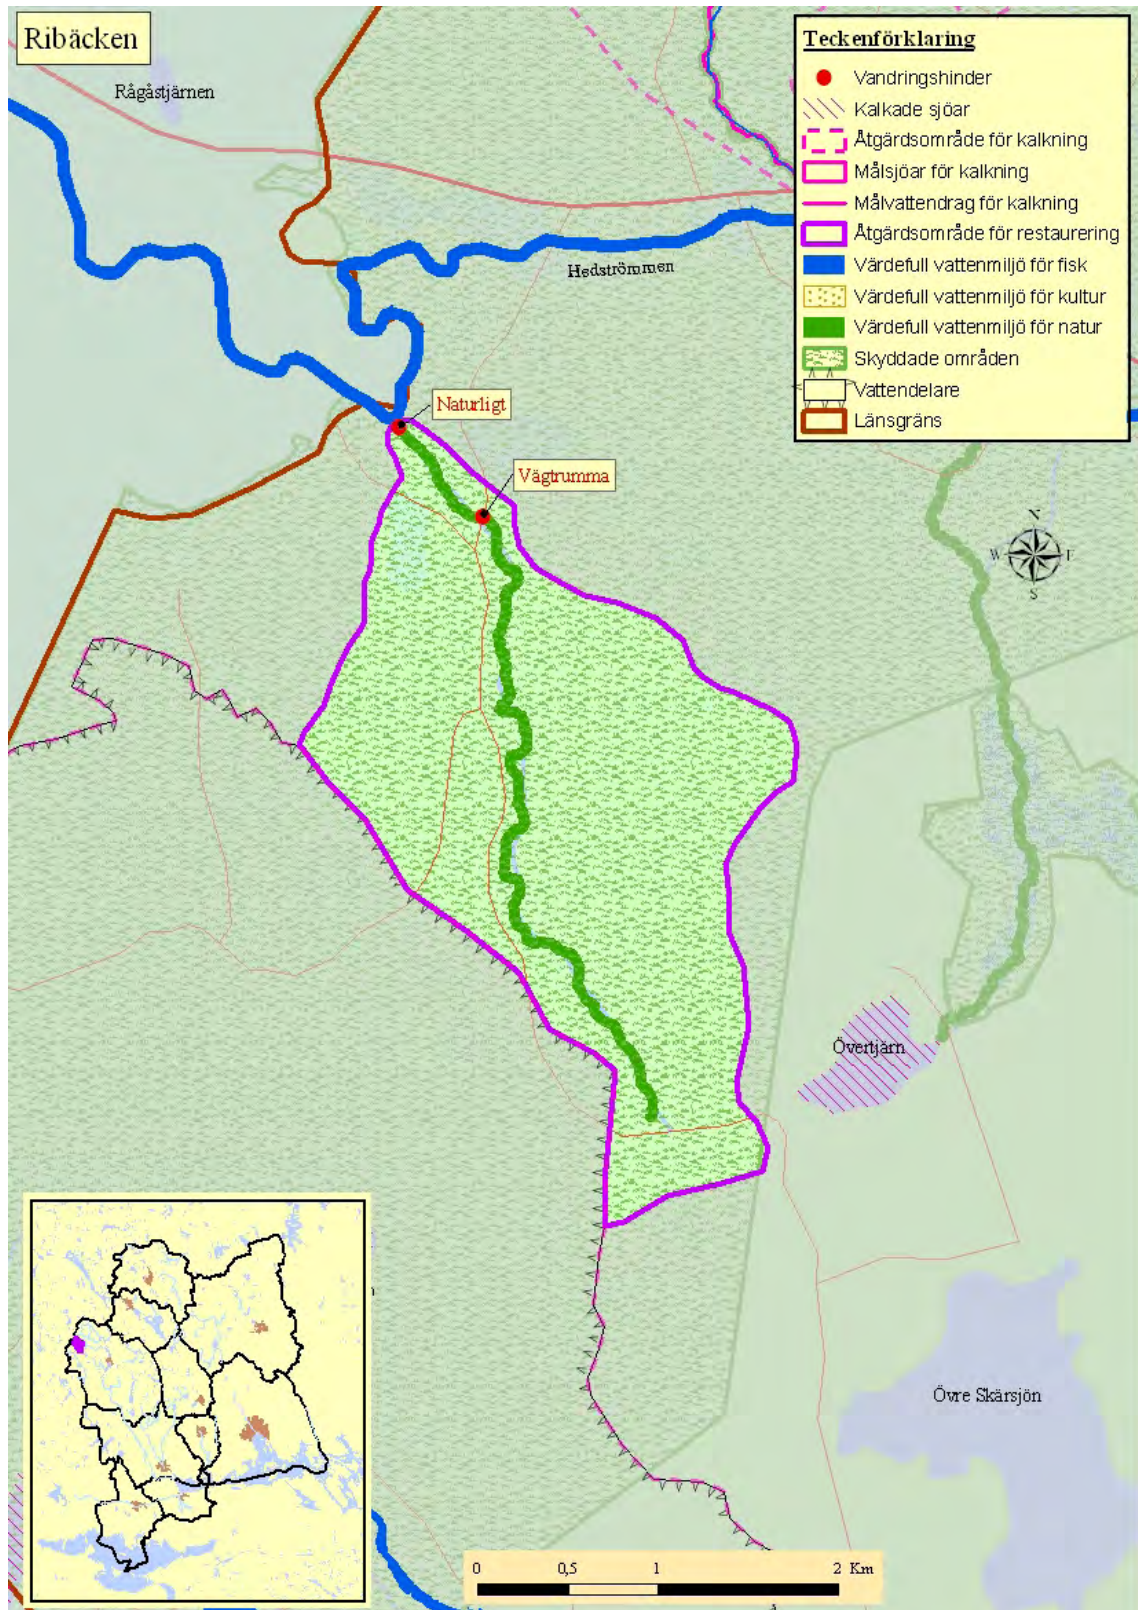 Ribäcken
Rågåstjärnen
Teckenförklaring
Vandringshinder
Kalkade sjöar
Åtgärdsområde för kalkning
Målsjöar för kalkning
Målvattendrag för kalkning
Åtgärdsområde för restaurering
Värdefull vattenmiljö för fisk
Värdefull vattenmiljö för kultur
Värdefull vattenmiljö för natur
Skyddade områden
Vattendelare
Länsgräns
Hedströmmen
Naturligt
Vägtrumma
N
W E
S
Övertjärn
Övre Skärsjön
0 0,5 1 2 Km